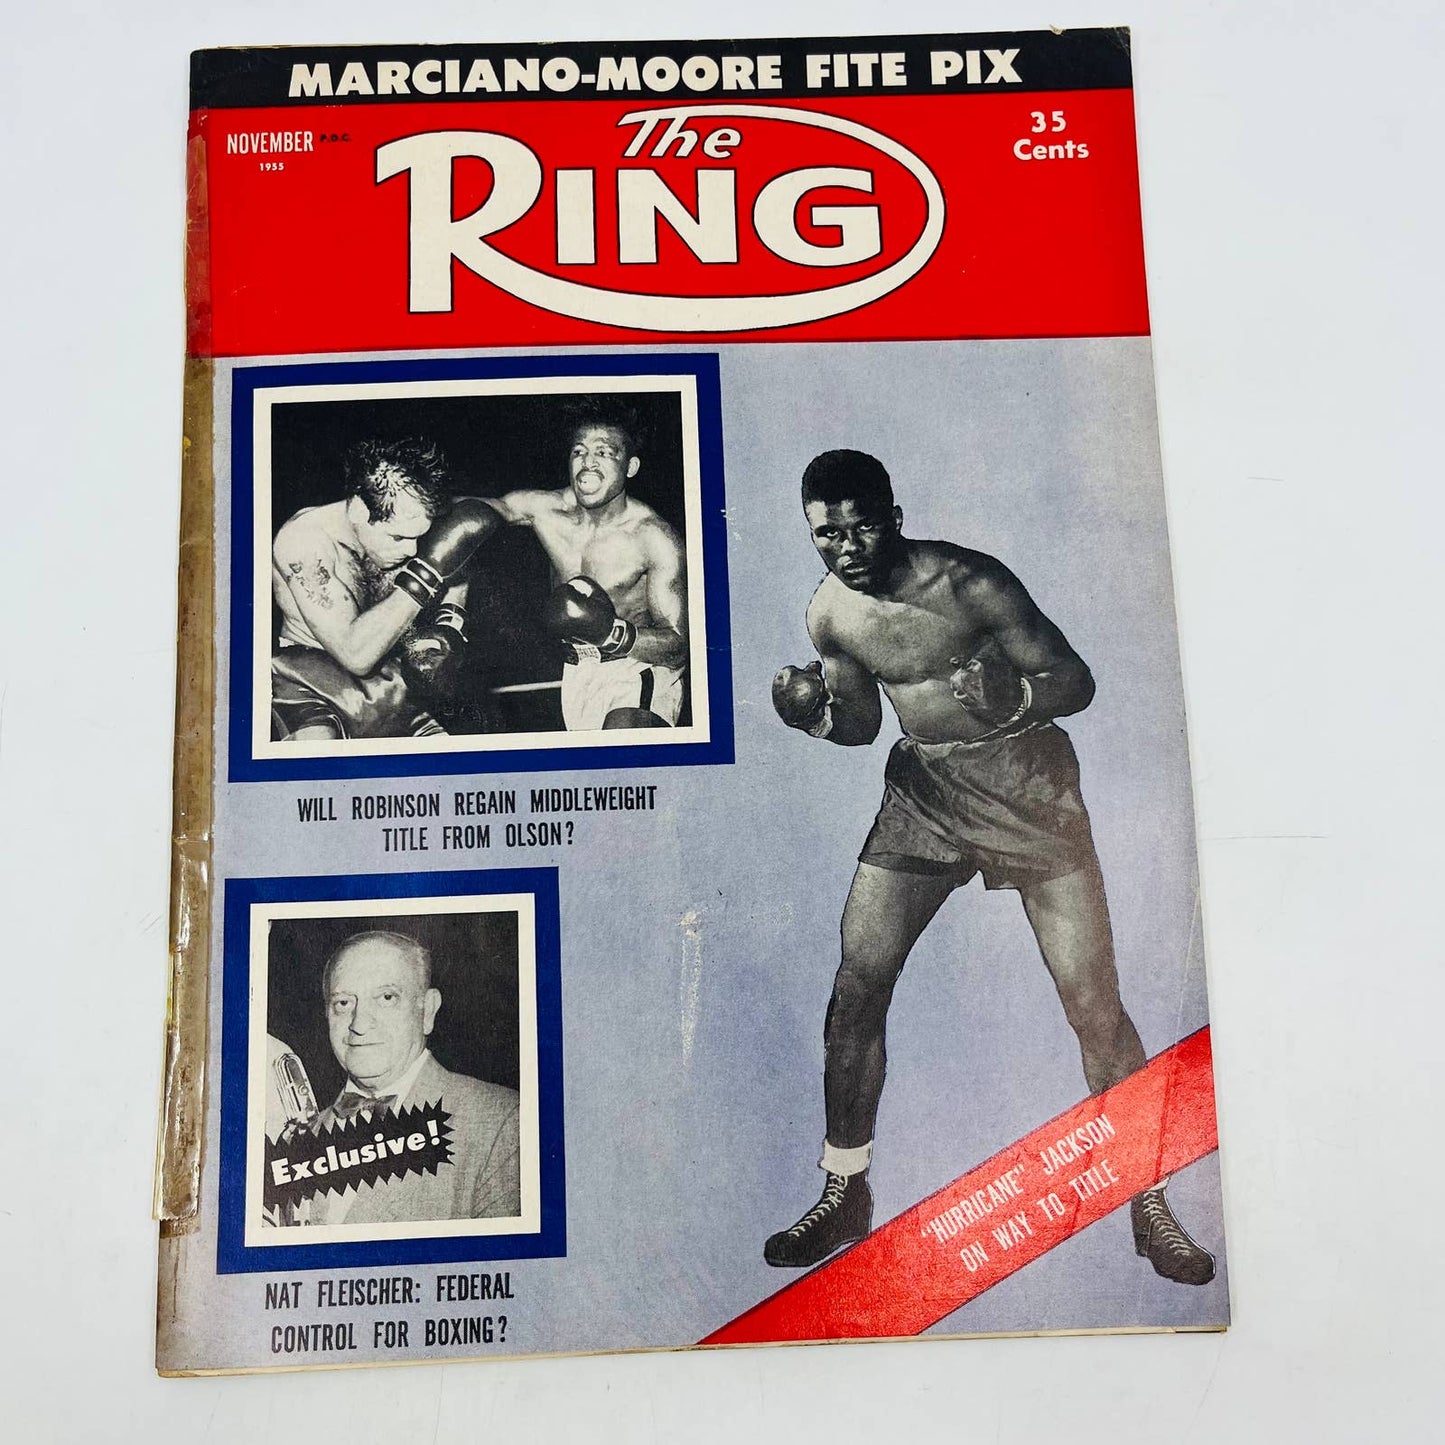 MARCIANO-MOORE FITE PIX
NOVEMBER P.D.C.
1955
The
RING
35
Cents
WILL ROBINSON REGAIN MIDDLEWEIGHT
TITLE FROM OLSON?
Exclusive!
NAT FLEISCHER: FEDERAL
CONTROL FOR BOXING?
"HURRICANE" JACKSON
ON WAY TO TITLE